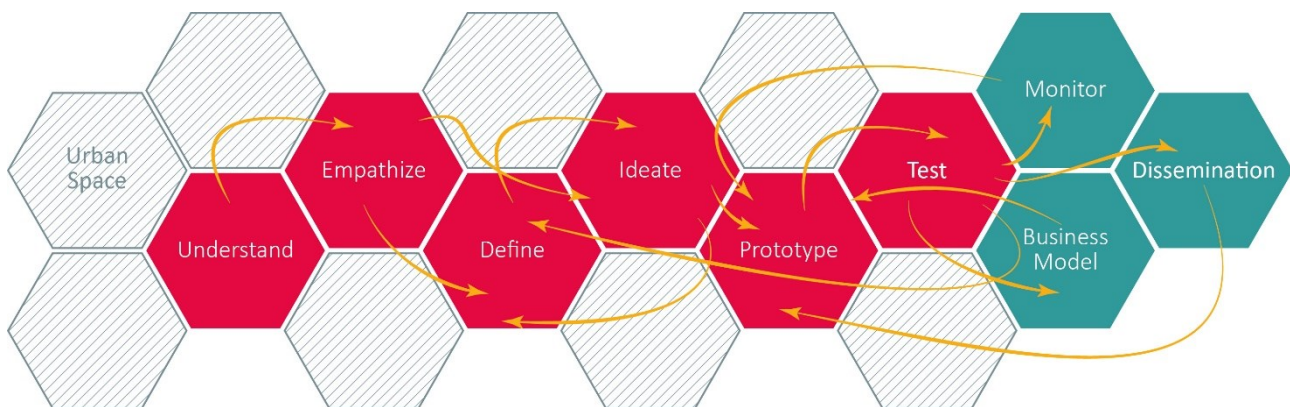 Urban
Space
Understand
Empathize
Define
Ideate
Prototype
Test
Monitor
Business
Model
Dissemination